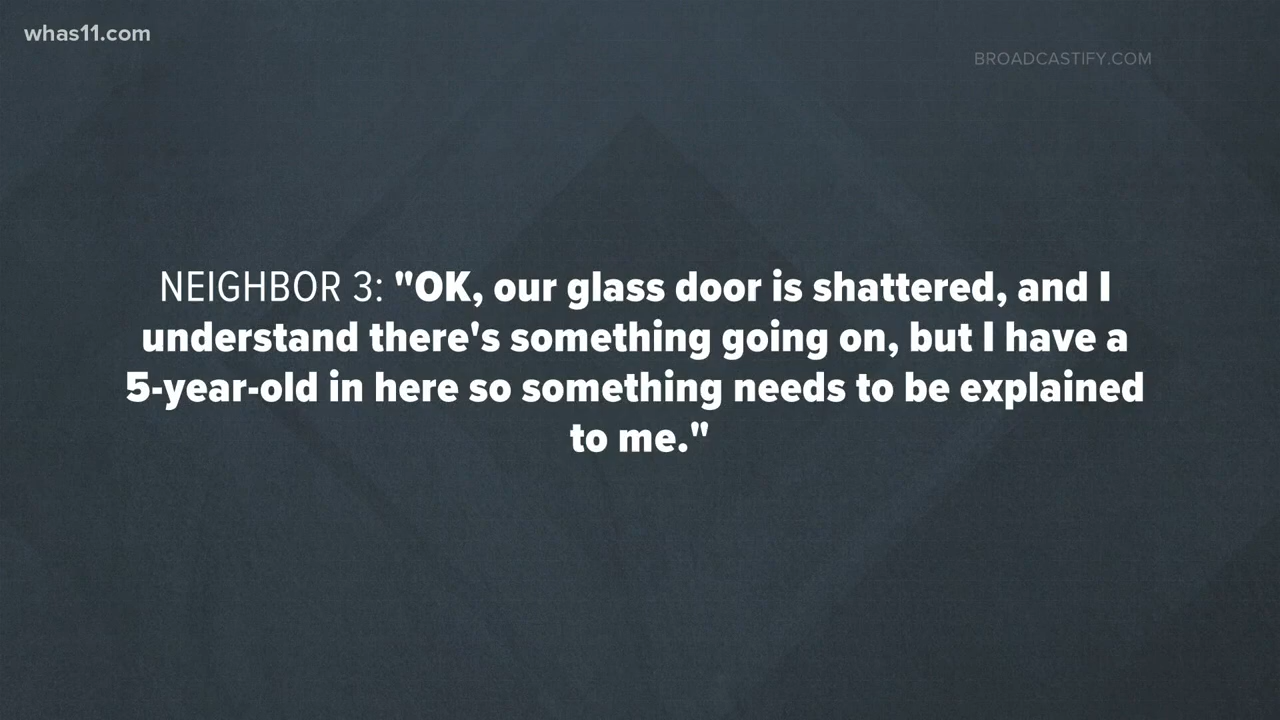 whas11.com
BROADCASTIFY.COM
NEIGHBOR 3: "OK, our glass door is shattered, and I
understand there's something going on, but I have a
5-year-old in here so something needs to be explained
to me."